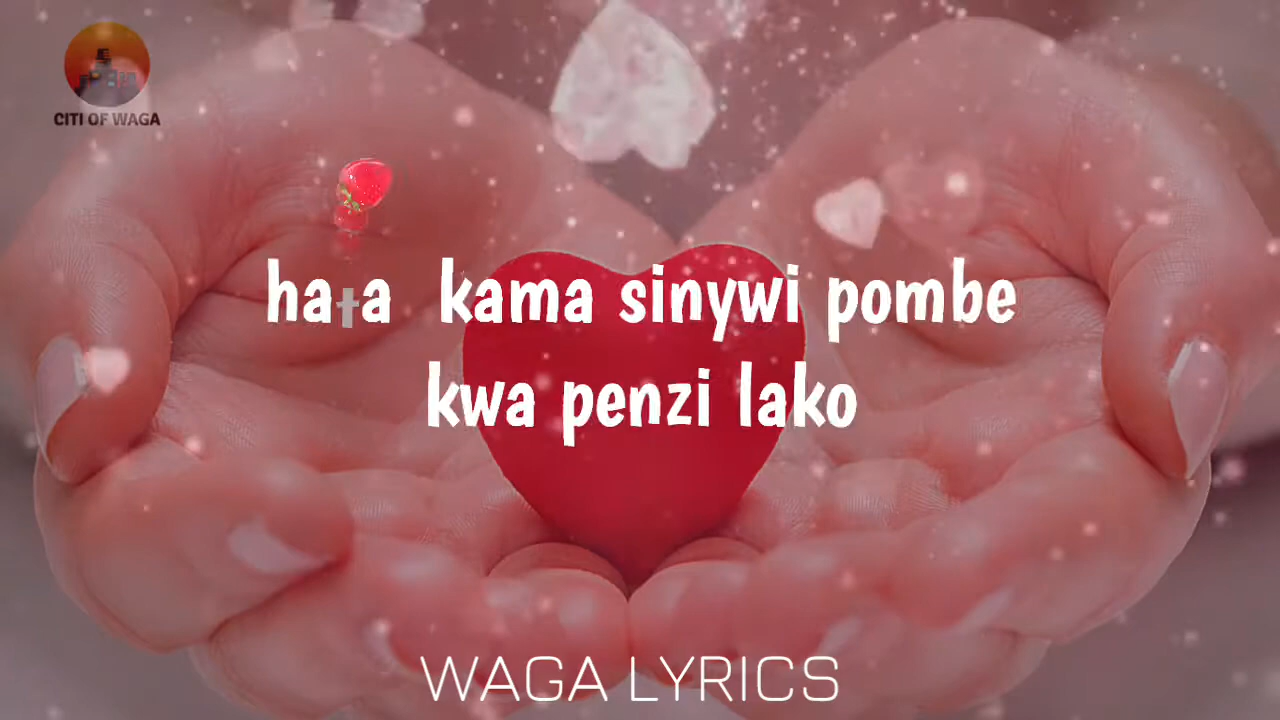 CITI OF WAGA
hata kama sinywi pombe
kwa penzi lako
WAGA LYRICS